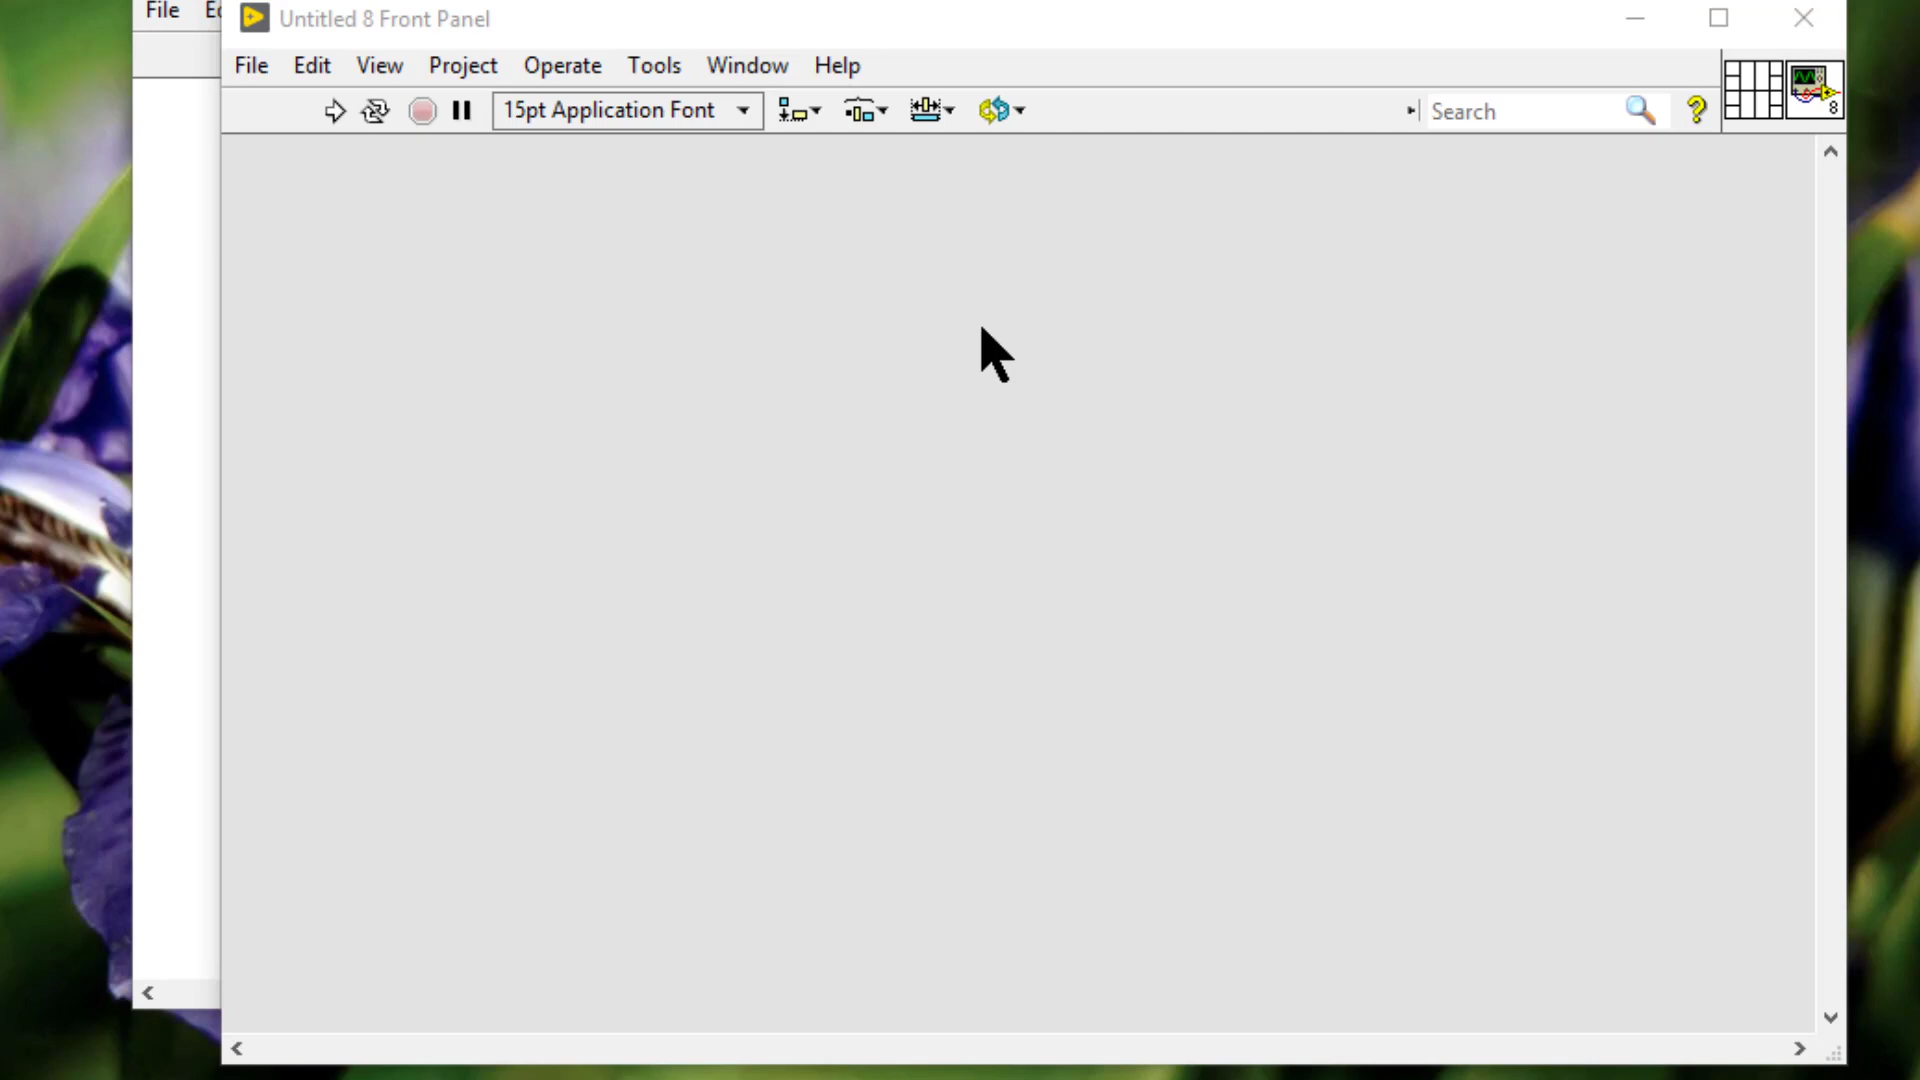 File
Untitled 8 Front Panel
File Edit View Project Operate Tools Window Help
15pt Application Font
Search
?
8